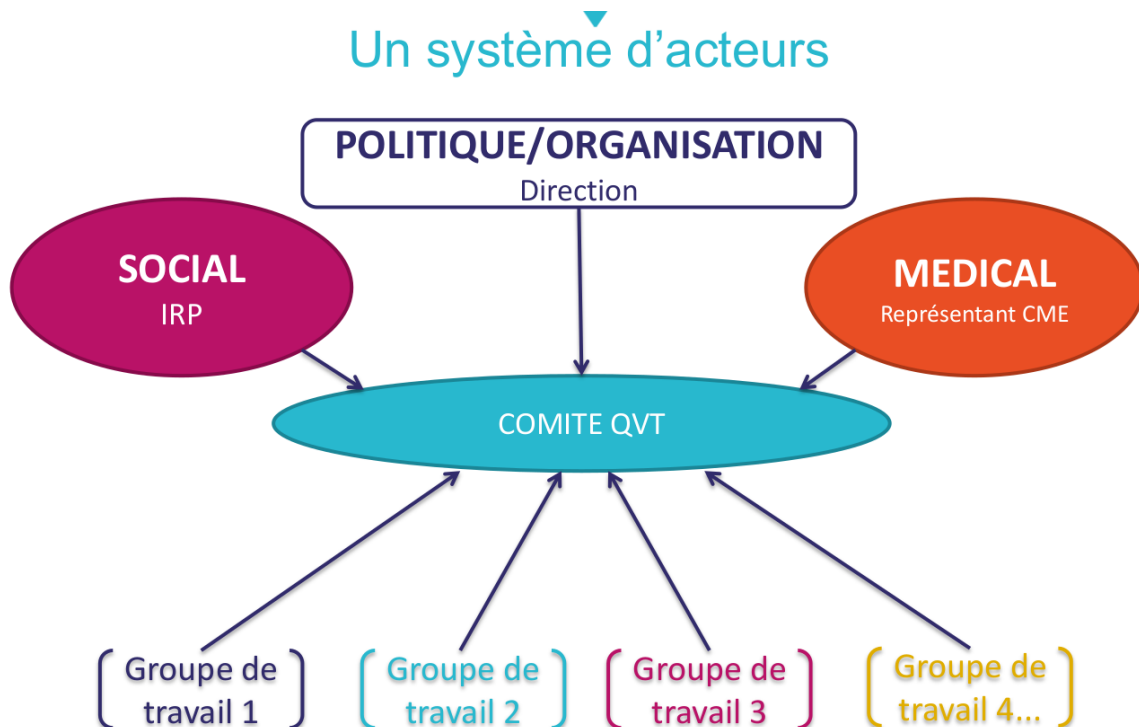 Un système d’acteurs
POLITIQUE/ORGANISATION
Direction
SOCIAL
IRP
MEDICAL
Représentant CME
COMITE QVT
Groupe de
travail 1
Groupe de
travail 2
Groupe de
travail 3
Groupe de
travail 4...